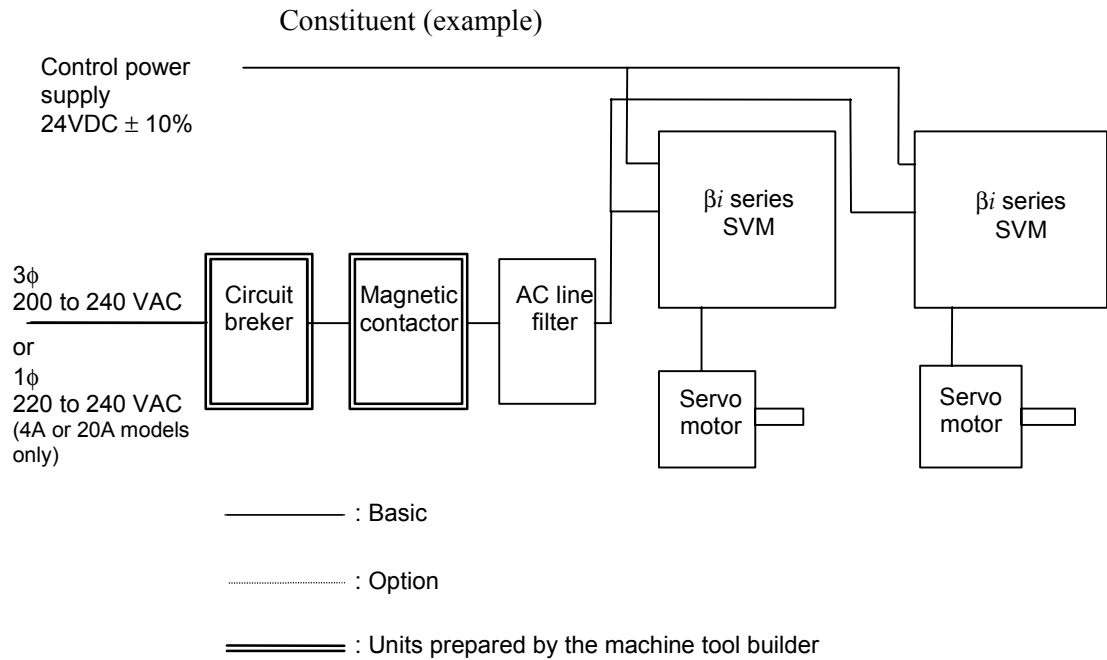 Constituent (example)
Control power
supply
24VDC ± 10%
βi series
SVM
βi series
SVM
3ϕ
200 to 240 VAC
or
1ϕ
220 to 240 VAC
(4A or 20A models
only)
Circuit
breker
Magnetic
contactor
AC line
filter
Servo
motor
Servo
motor
: Basic
: Option
: Units prepared by the machine tool builder